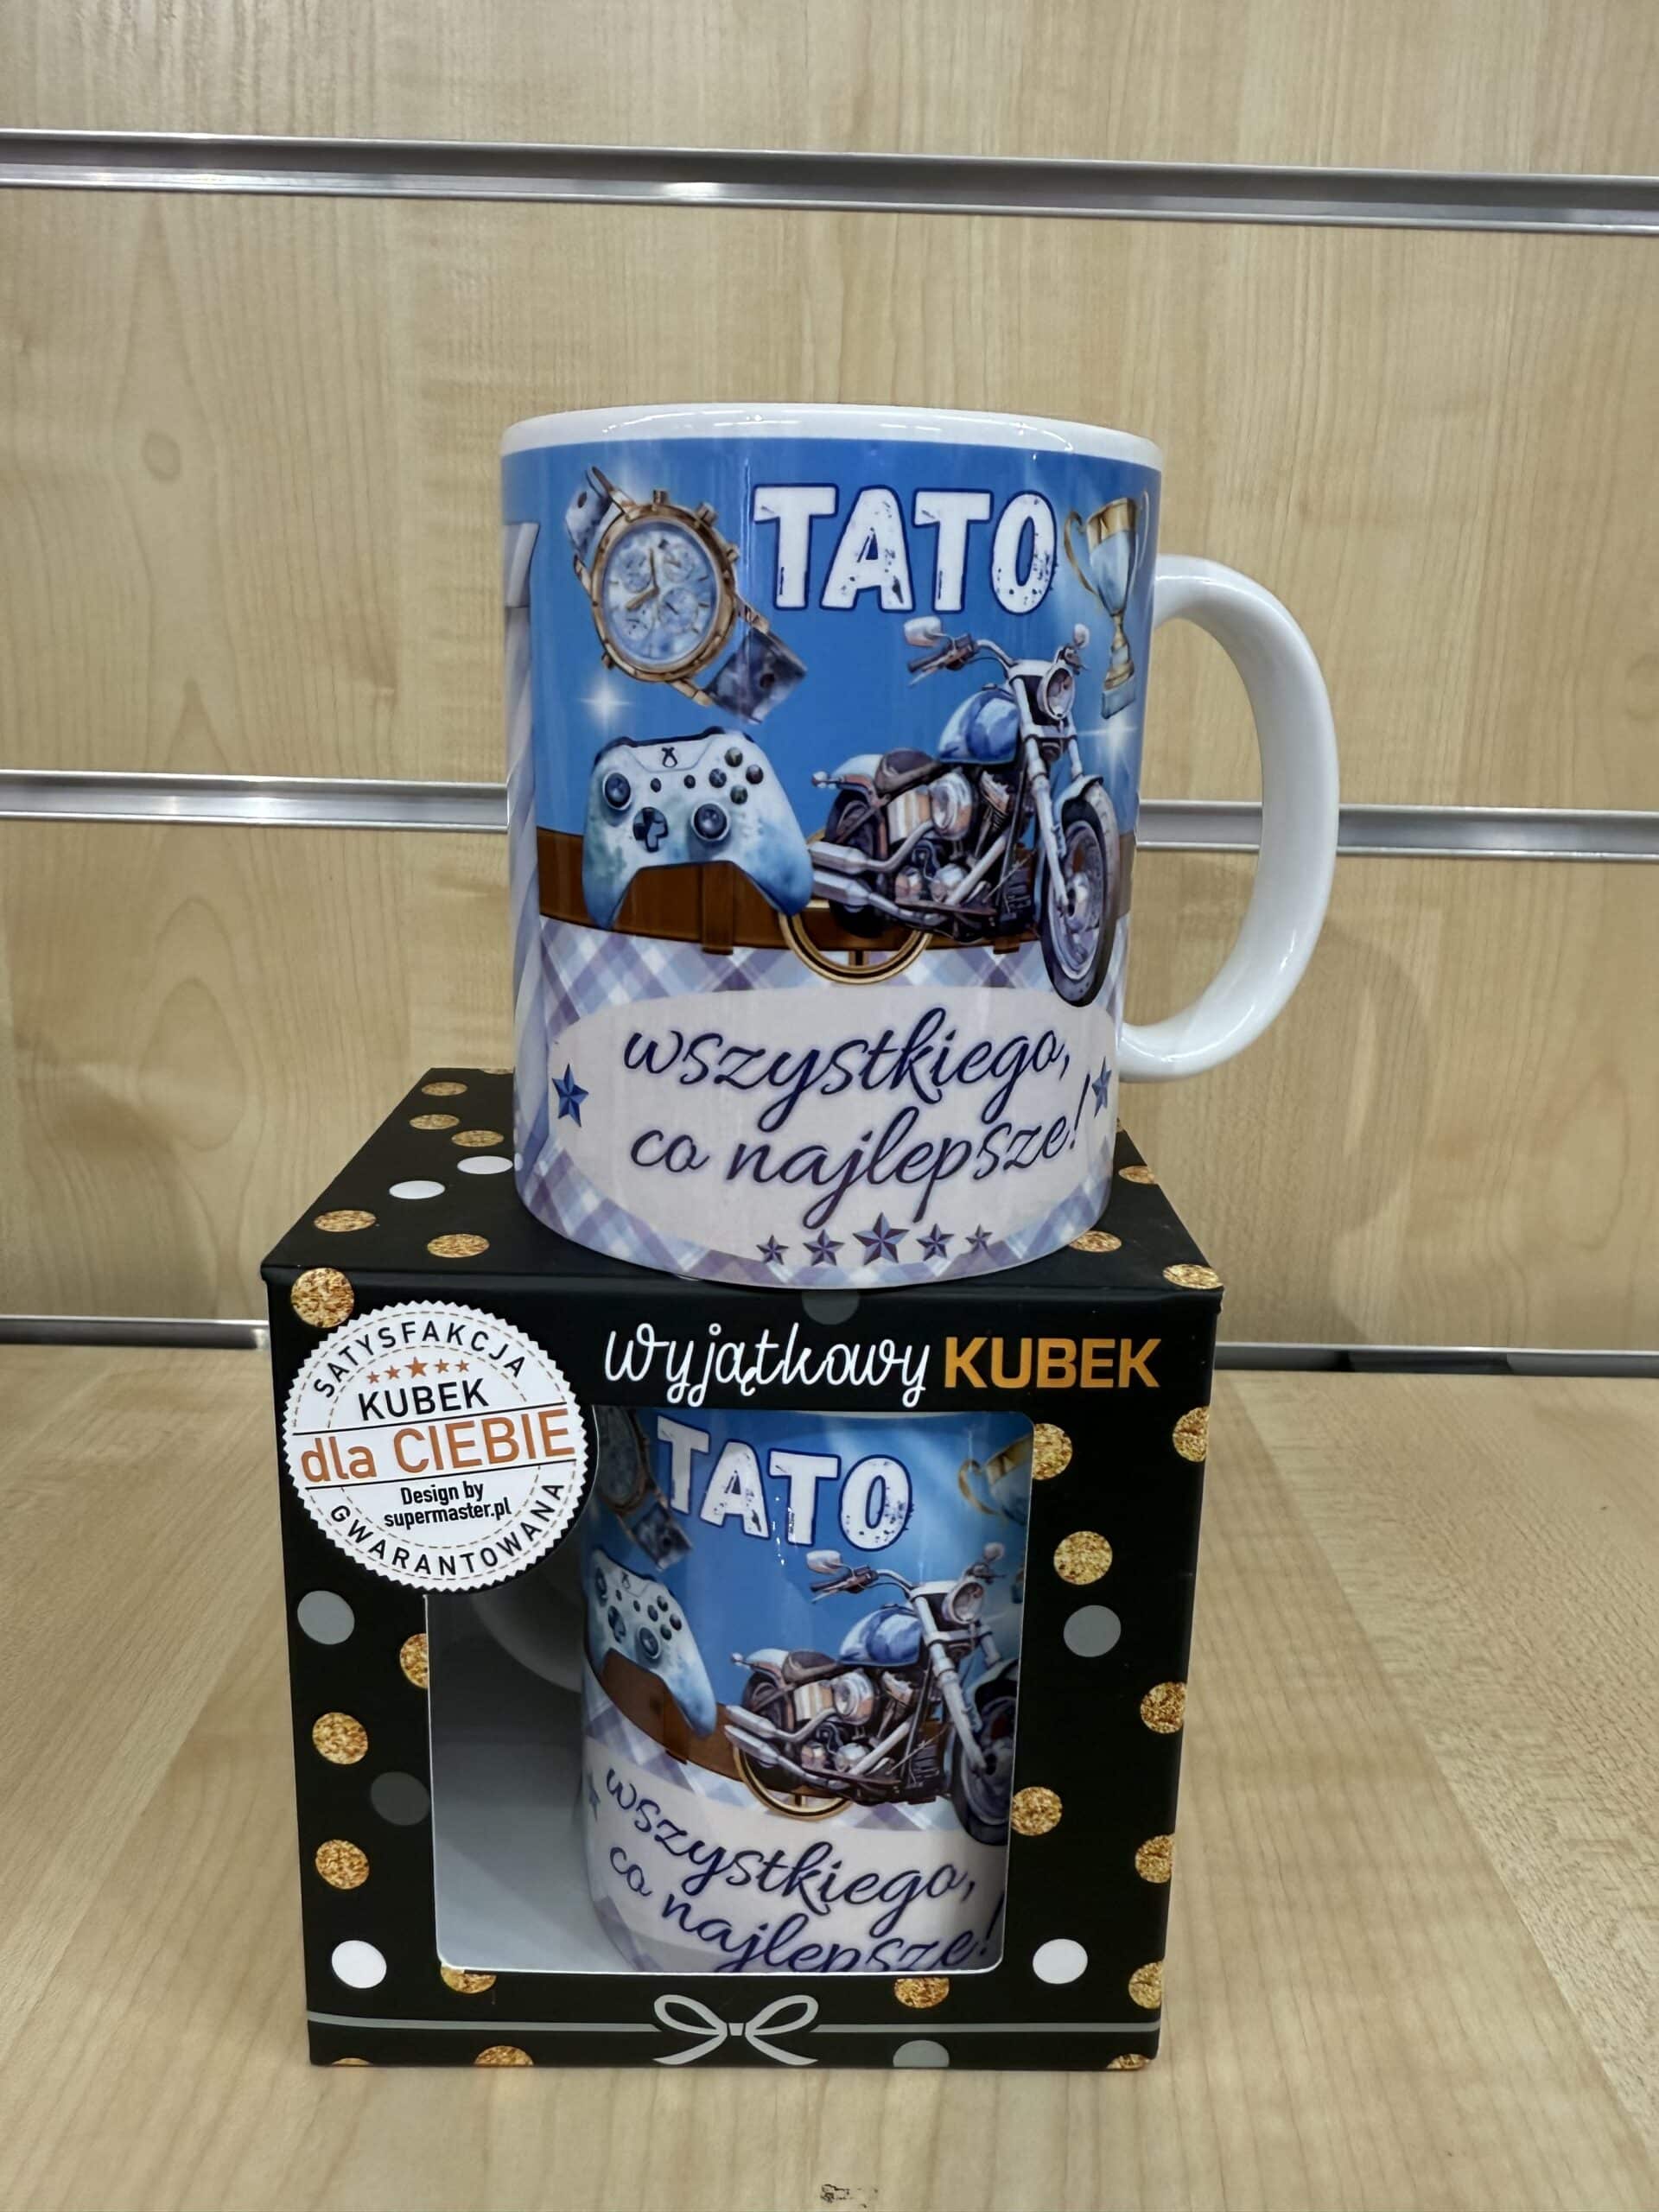 TATO
wszystkiego,
co najlepsze!
wyjątkowy KUBEK
SATYSFAKCJA
KUBEK
dla CIEBIE
Design by
supermaster.pl
GWARANTOWANA
TATO
wszystkiego,
co najlepsze!